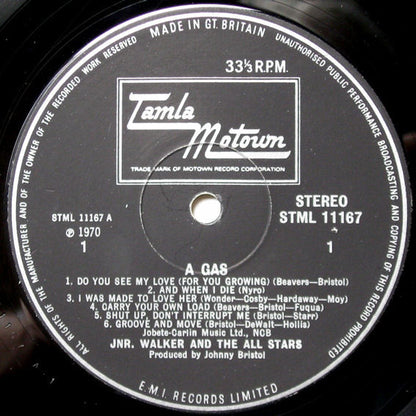 MADE IN GT. BRITAIN
UNAUTHORISED PUBLIC PERFORMANCE BROADCASTING AND COPYING OF THIS RECORD PROHIBITED
ALL RIGHTS OF THE MANUFACTURER AND OF THE OWNER OF THE RECORDED WORK RESERVED
33⅓ R.P.M.
Tamla
Motown
TRADE MARK OF MOTOWN RECORD CORPORATION
STML 11167 A
℗ 1970
1
STEREO
STML 11167
1
A GAS
1. DO YOU SEE MY LOVE (FOR YOU GROWING) (Beavers—Bristol)
2. AND WHEN I DIE (Nyro)
3. I WAS MADE TO LOVE HER (Wonder—Cosby—Hardaway—Moy)
4. CARRY YOUR OWN LOAD (Beavers—Bristol—Fuqua)
5. SHUT UP, DON'T INTERRUPT ME (Bristol—Starr)
6. GROOVE AND MOVE (Bristol—DeWalt—Hollis)
Jobete-Carlin Music Ltd., NCB
JNR. WALKER AND THE ALL STARS
Produced by Johnny Bristol
E.M.I. RECORDS LIMITED